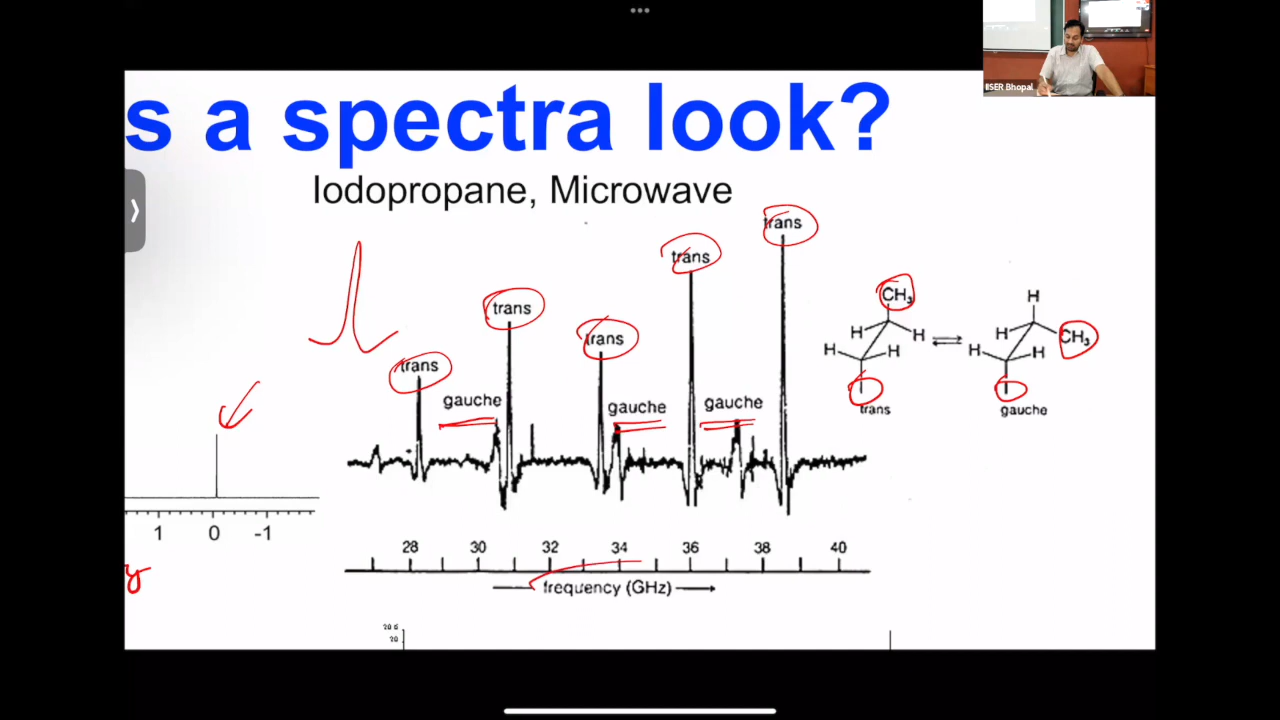 IISER Bhopal
s a spectra look?
Iodopropane, Microwave
trans
trans
trans
trans
trans
gauche
gauche
gauche
CH₃
H
H
H
H
trans
H
H
CH₃
H
H
gauche
1 0 -1
28 30 32 34 36 38 40
frequency (GHz)
y
20